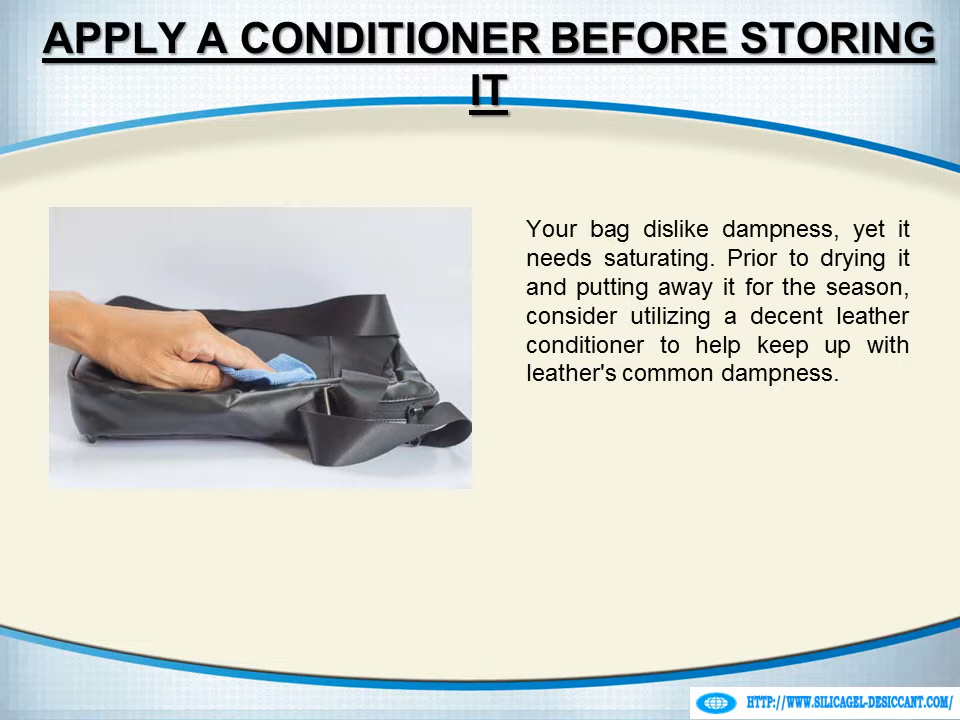 APPLY A CONDITIONER BEFORE STORING
IT
Your bag dislike dampness, yet it
needs saturating. Prior to drying it
and putting away it for the season,
consider utilizing a decent leather
conditioner to help keep up with
leather's common dampness.
HTTP://WWW.SILICAGEL-DESICCANT.COM/